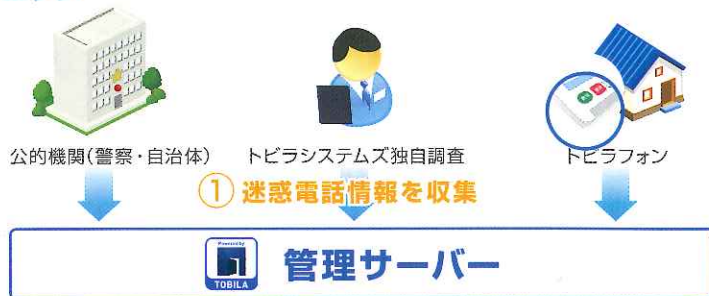 公的機関(警察・自治体)
トビラシステムズ独自調査
トビラフォン
① 迷惑電話情報を収集
TOBILA
管理サーバー